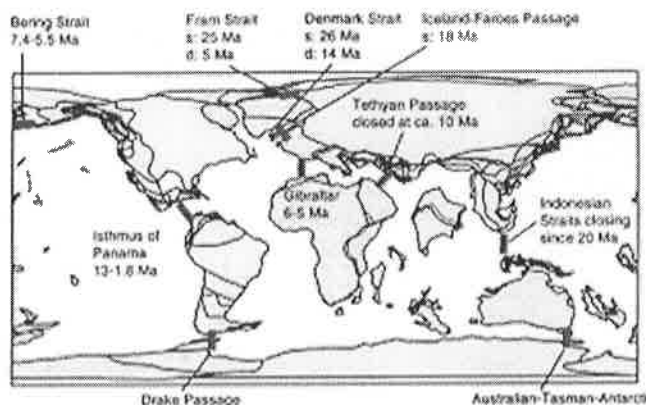 Bering Strait
7.4-5.5 Ma
Fram Strait
s: 25 Ma
d: 5 Ma
Denmark Strait
s: 26 Ma
d: 14 Ma
Iceland-Faroes Passage
s: 18 Ma
Tethyan Passage
closed at ca. 10 Ma
Gibraltar
6-5 Ma
Indonesian
Straits closing
since 20 Ma
Isthmus of
Panama
13-1.8 Ma
Drake Passage
Australian-Tasman-Antarcti